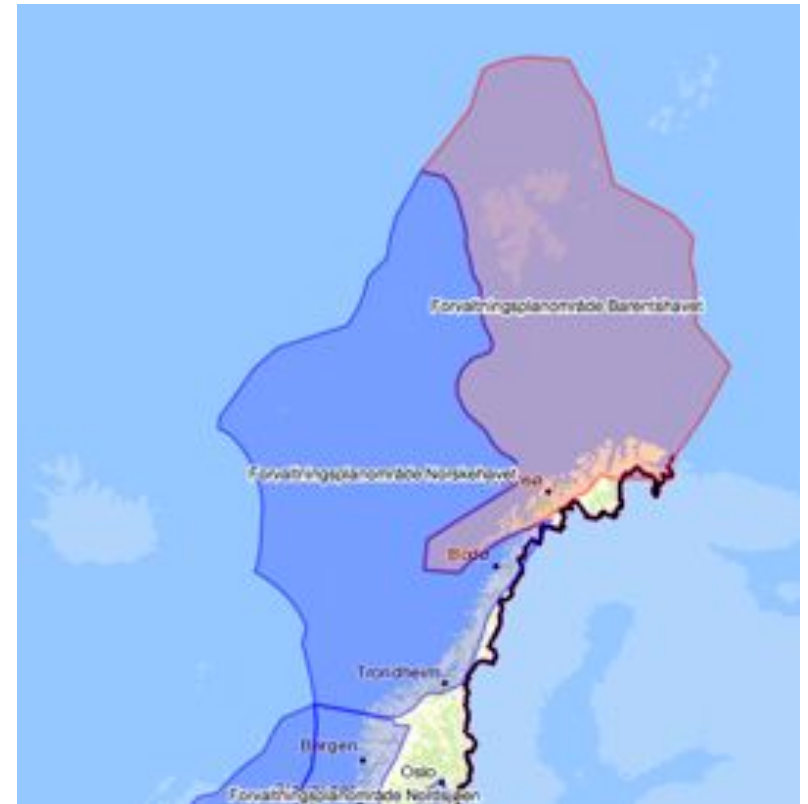 Forvaltningsplanområde Barentshavet
Forvaltningsplanområde Norskehavet
Bodø
Trondheim
Bergen
Oslo
Forvaltningsplanområde Nordsjøen